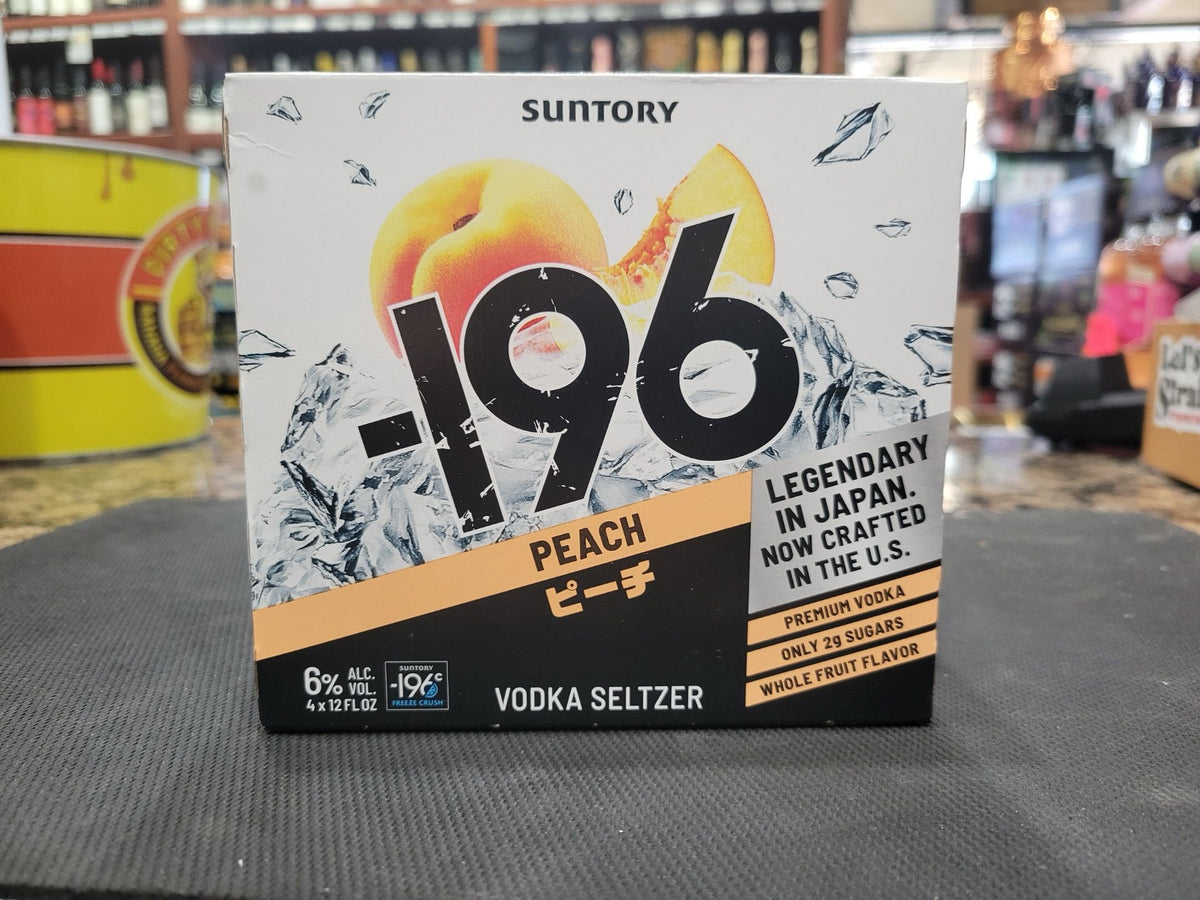 SUNTORY
-196
PEACH
ピーチ
LEGENDARY
IN JAPAN.
NOW CRAFTED
IN THE U.S.
PREMIUM VODKA
ONLY 2g SUGARS
WHOLE FRUIT FLAVOR
6% ALC.
VOL.
4 x 12 FL OZ
SUNTORY
-196°C
FREEZE CRUSH
VODKA SELTZER